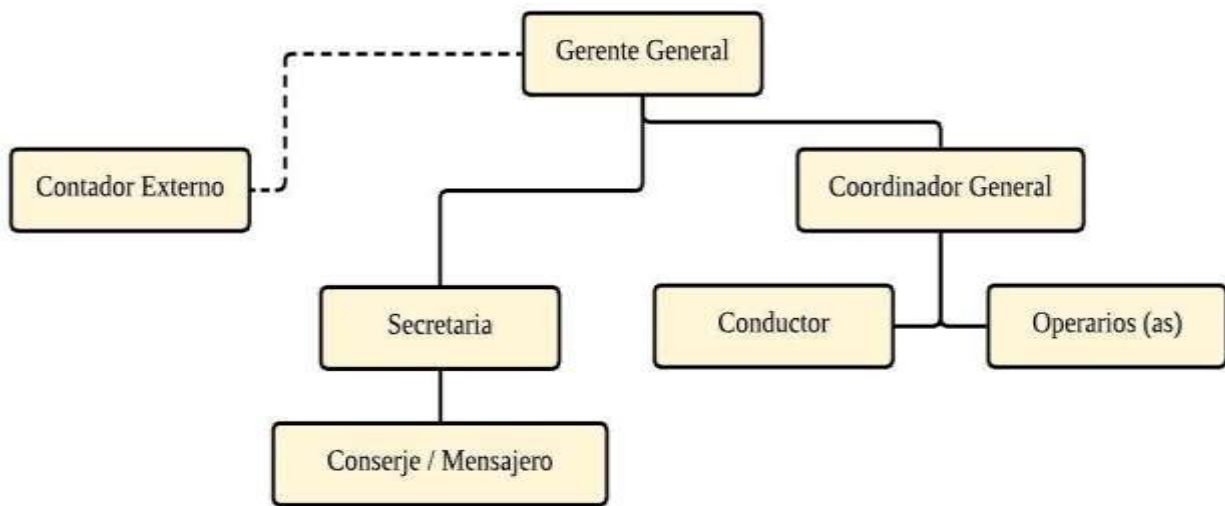 Gerente General
Contador Externo
Coordinador General
Secretaria
Conductor
Operarios (as)
Conserje / Mensajero